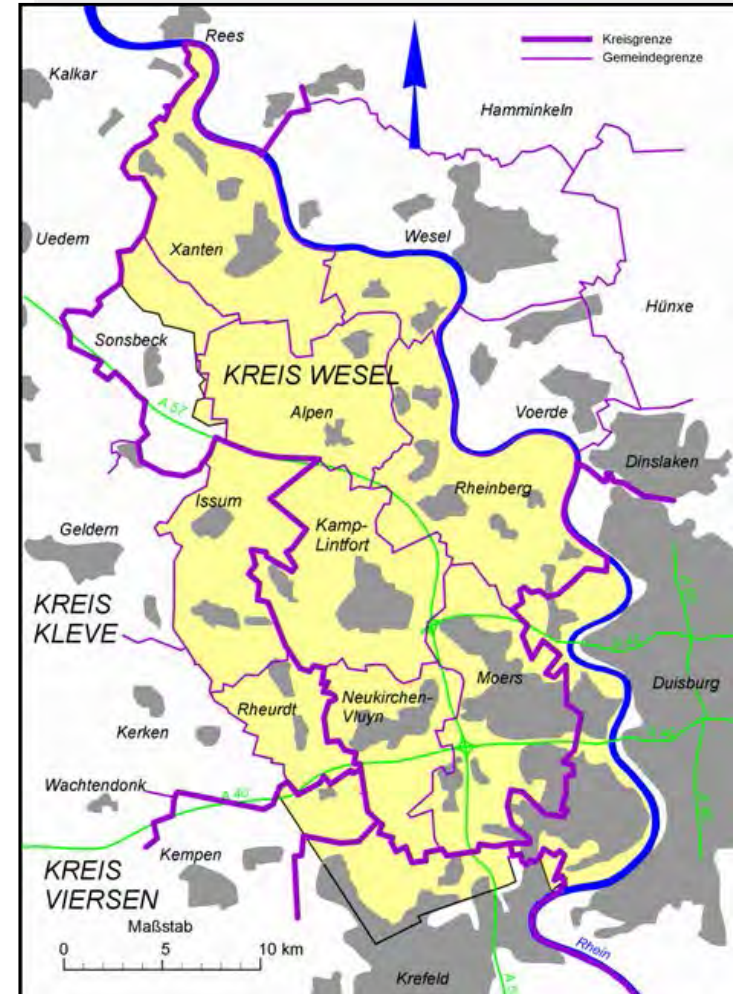 Rees
Kreisgrenze
Gemeindegrenze
Kalkar
Hamminkeln
Uedem
Xanten
Wesel
Hünxe
Sonsbeck
KREIS WESEL
A 57
Alpen
Voerde
Dinslaken
Issum
Rheinberg
Geldern
Kamp-
Lintfort
KREIS
KLEVE
Moers
Duisburg
Rheurdt
Neukirchen-
Vluyn
Kerken
Wachtendonk
A 40
Kempen
KREIS
VIERSEN
Maßstab
0 5 10 km
Rhein
Krefeld